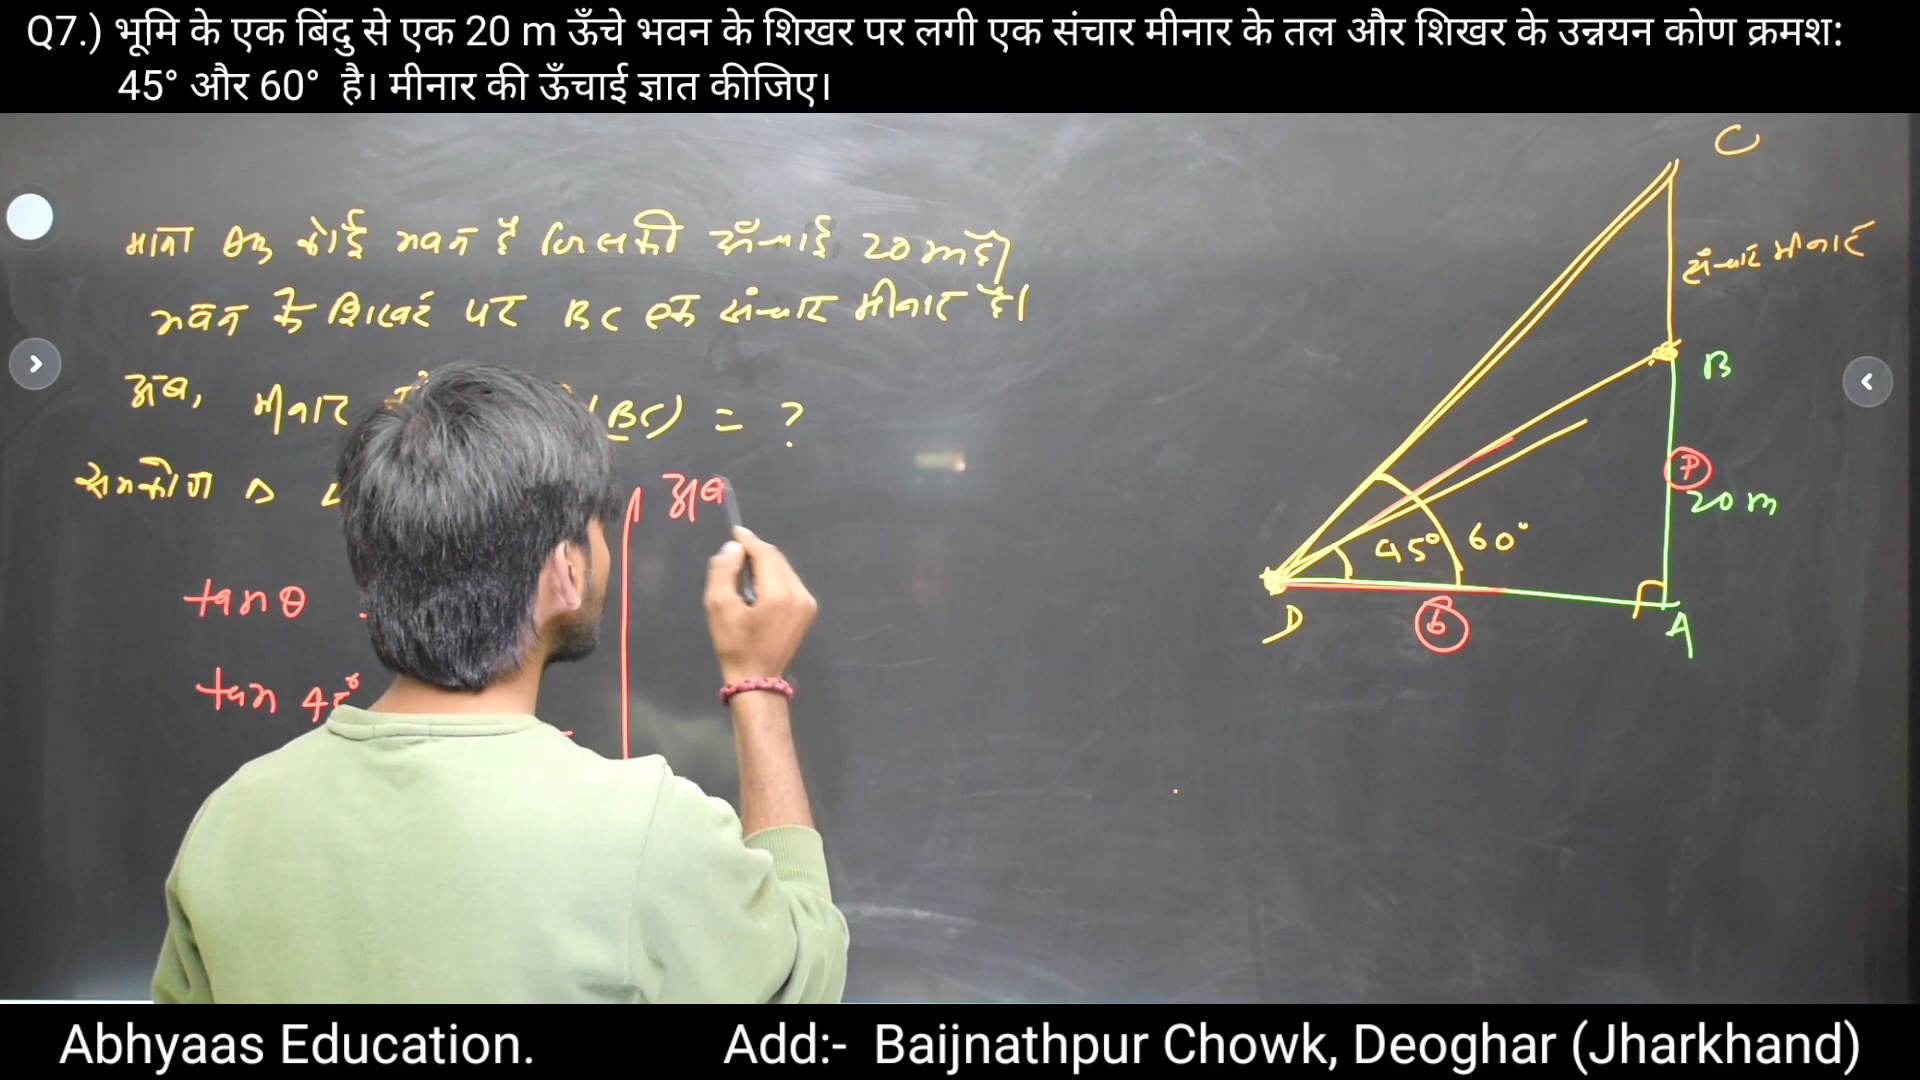 Q7.) भूमि के एक बिंदु से एक 20 m ऊँचे भवन के शिखर पर लगी एक संचार मीनार के तल और शिखर के उन्नयन कोण क्रमश:
45° और 60° है। मीनार की ऊँचाई ज्ञात कीजिए।
C
माना AB कोई भवन है जिसकी ऊँचाई 20 m है।
संचार मीनार
भवन के शिखर पर BC एक संचार मीनार है।
B
अब, मीनार (BC) = ?
समकोण Δ
अब
P
20 m
45° 60°
tan θ
6
D
A
tan 45°
Abhyaas Education. Add:- Baijnathpur Chowk, Deoghar (Jharkhand)